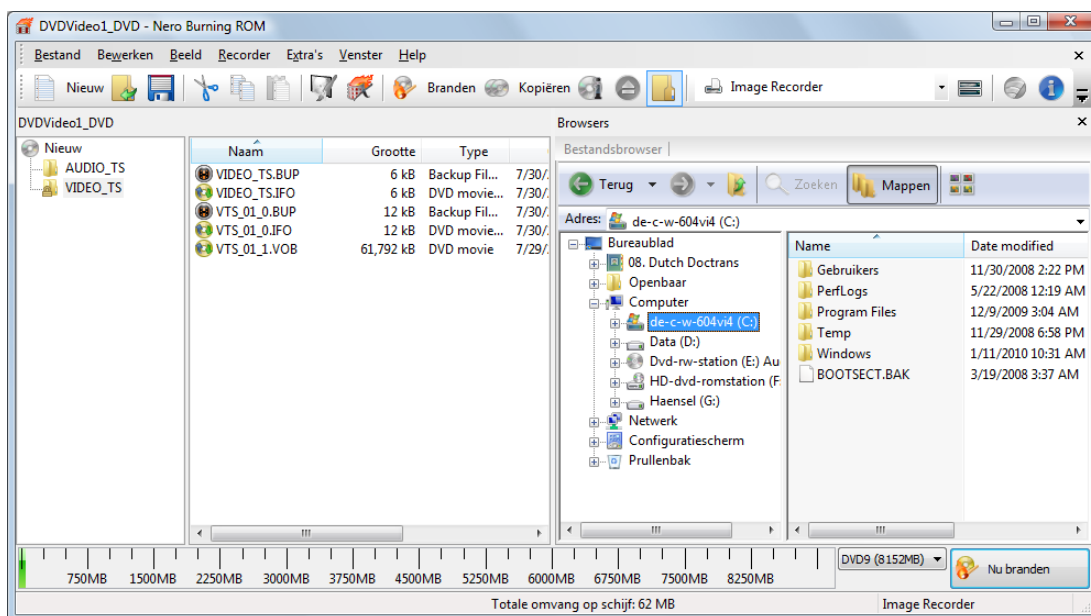 DVDVideo1_DVD - Nero Burning ROM
Bestand Bewerken Beeld Recorder Extra's Venster Help
Nieuw Branden Kopiëren Image Recorder
DVDVideo1_DVD
Nieuw
AUDIO_TS
VIDEO_TS
Naam Grootte Type
VIDEO_TS.BUP 6 kB Backup Fil... 7/30/
VIDEO_TS.IFO 6 kB DVD movie... 7/30/
VTS_01_0.BUP 12 kB Backup Fil... 7/30/
VTS_01_0.IFO 12 kB DVD movie... 7/30/
VTS_01_1.VOB 61,792 kB DVD movie 7/29/
Browsers
Bestandsbrowser
Terug Zoeken Mappen
Adres: de-c-w-604vi4 (C:)
Bureaublad
08. Dutch Doctrans
Openbaar
Computer
de-c-w-604vi4 (C:)
Data (D:)
Dvd-rw-station (E:) Au
HD-dvd-romstation (F:
Haensel (G:)
Netwerk
Configuratiescherm
Prullenbak
Name Date modified
Gebruikers 11/30/2008 2:22 PM
PerfLogs 5/22/2008 12:19 AM
Program Files 12/9/2009 3:04 AM
Temp 11/29/2008 6:58 PM
Windows 1/11/2010 10:31 AM
BOOTSECT.BAK 3/19/2008 3:37 AM
750MB 1500MB 2250MB 3000MB 3750MB 4500MB 5250MB 6000MB 6750MB 7500MB 8250MB
DVD9 (8152MB)
Nu branden
Totale omvang op schijf: 62 MB
Image Recorder